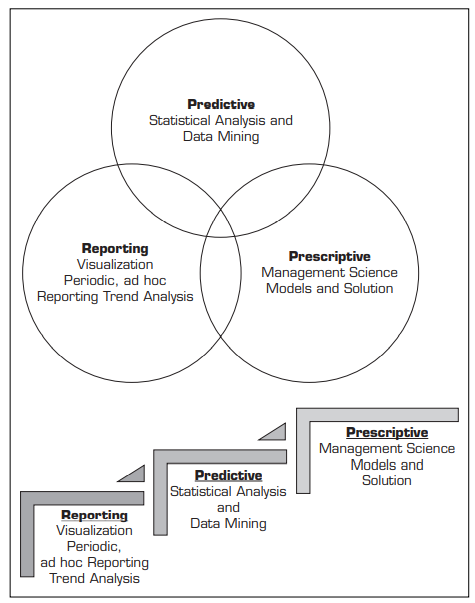 Predictive
Statistical Analysis and
Data Mining
Reporting
Visualization
Periodic, ad hoc
Reporting Trend Analysis
Prescriptive
Management Science
Models and Solution
Reporting
Visualization
Periodic,
ad hoc Reporting
Trend Analysis
Predictive
Statistical Analysis
and
Data Mining
Prescriptive
Management Science
Models and
Solution